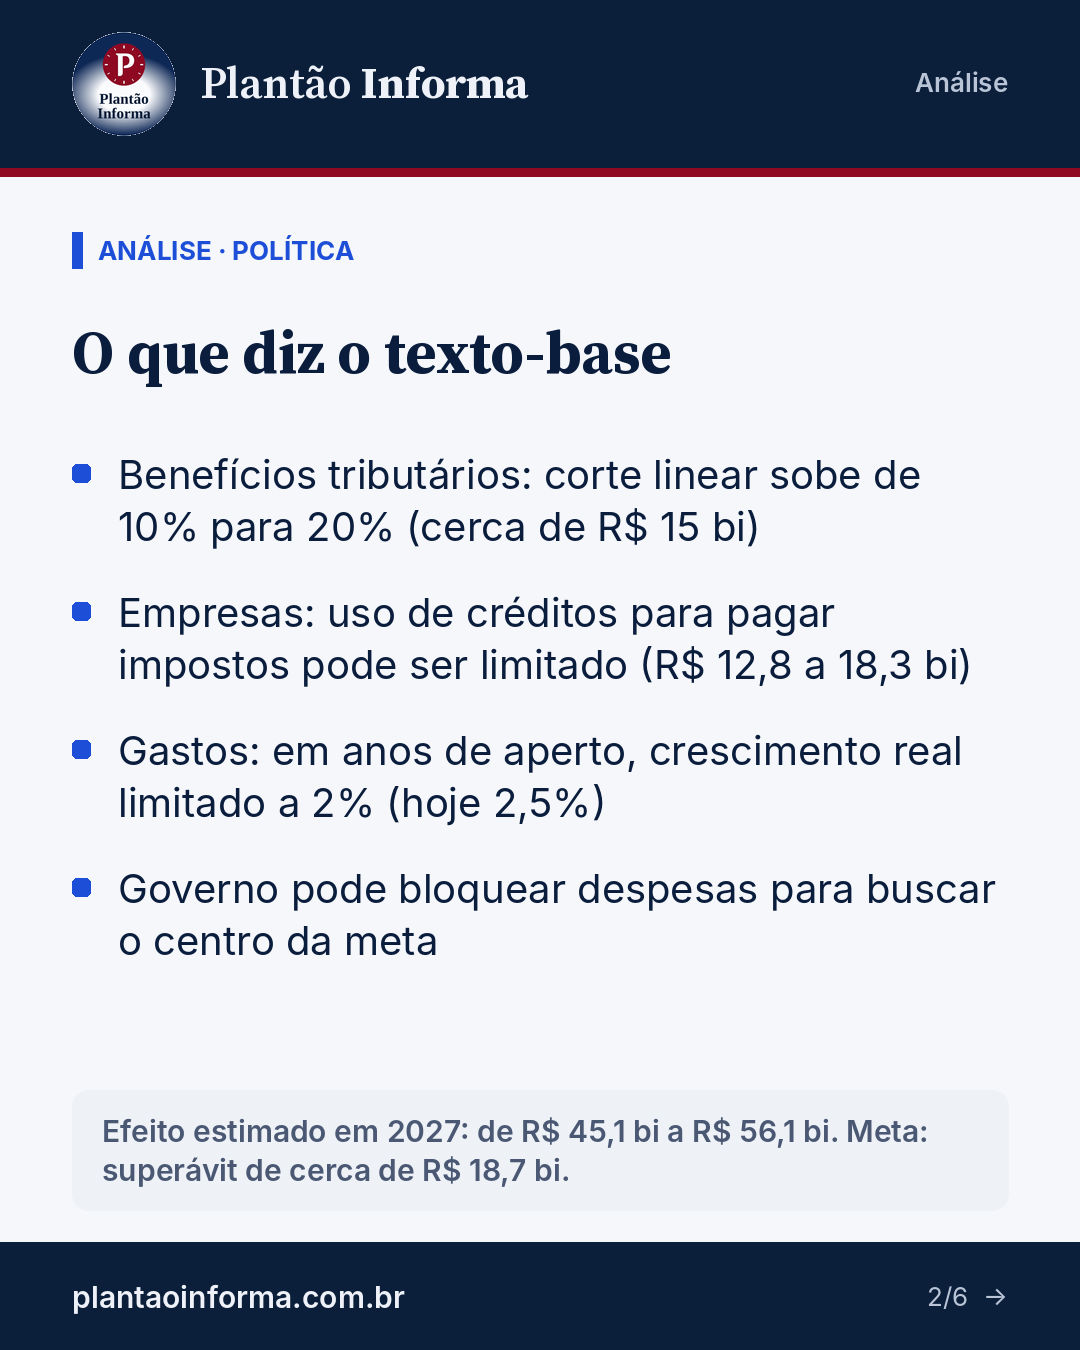 P
Plantão
Informa
Plantão Informa
Análise
ANÁLISE · POLÍTICA
O que diz o texto-base
Benefícios tributários: corte linear sobe de
10% para 20% (cerca de R$ 15 bi)
Empresas: uso de créditos para pagar
impostos pode ser limitado (R$ 12,8 a 18,3 bi)
Gastos: em anos de aperto, crescimento real
limitado a 2% (hoje 2,5%)
Governo pode bloquear despesas para buscar
o centro da meta
Efeito estimado em 2027: de R$ 45,1 bi a R$ 56,1 bi. Meta:
superávit de cerca de R$ 18,7 bi.
plantaoinforma.com.br
2/6 →